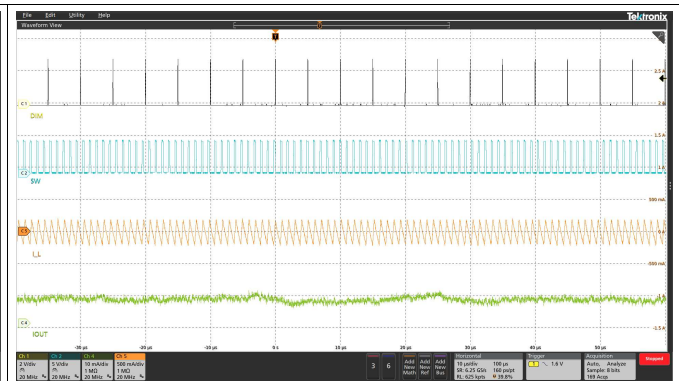 File Edit Utility Help
Tektronix
Waveform View
T
2.5 A
C1
2 A
DIM
1.5 A
C2
1 A
SW
500 mA
C5
0 A
I_L
-500 mA
C4
-1.5 A
IOUT
-30 µs -20 µs -10 µs 0 s 10 µs 20 µs 30 µs 40 µs 50 µs
Ch 1 Ch 2 Ch 4 Ch 5 Horizontal Trigger Acquisition
2 V/div 5 V/div 10 mA/div 500 mA/div 3 6 Add New Math Add New Ref Add New Bus 10 µs/div 100 µs 1 1.6 V Auto, Analyze Stopped
1 MΩ 1 MΩ SR: 6.25 GS/s 160 ps/pt Sample: 8 bits
20 MHz 20 MHz 20 MHz 20 MHz RL: 625 kpts 39.8% 169 Acqs